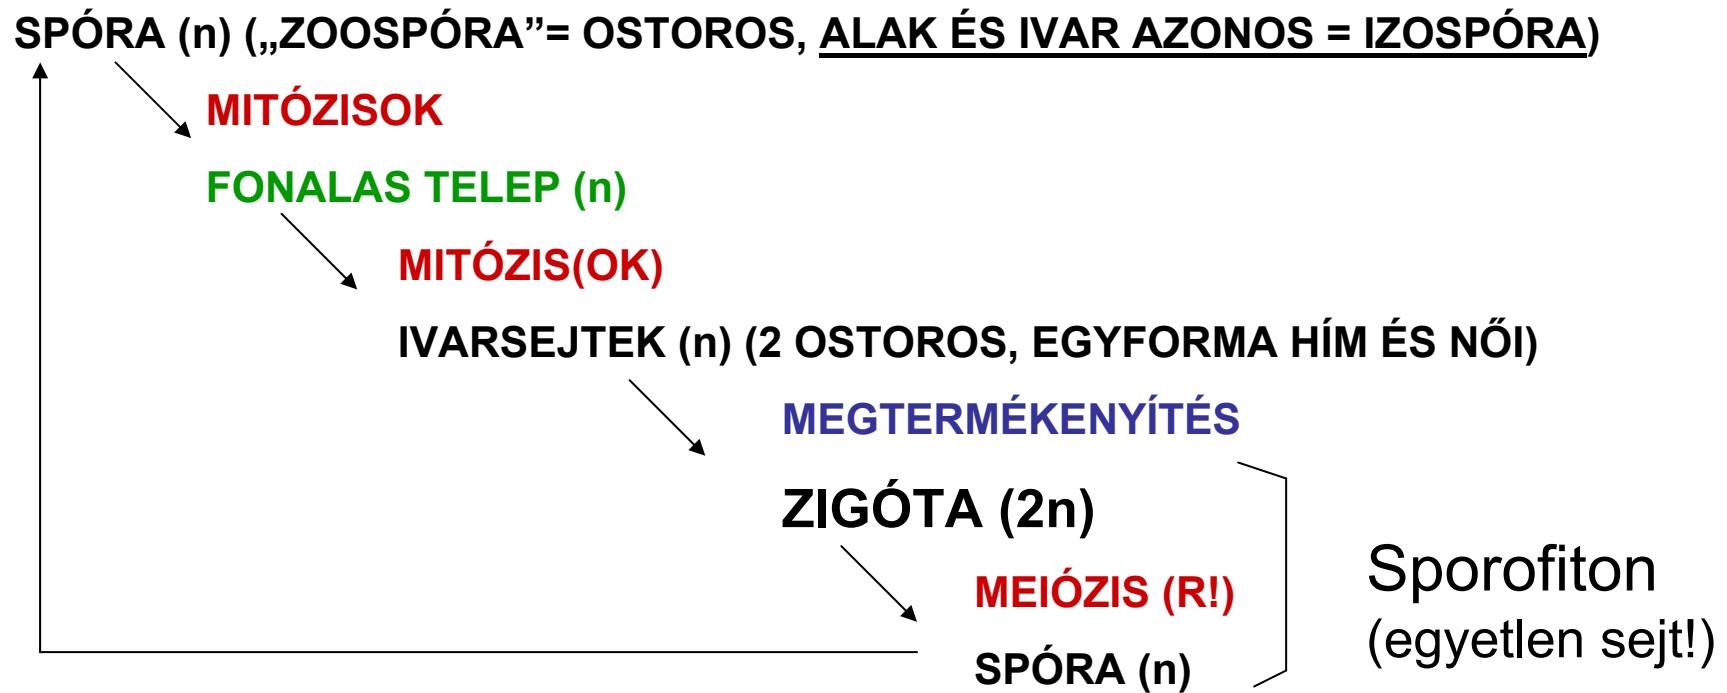 SPÓRA (n) („ZOOSPÓRA”= OSTOROS, ALAK ÉS IVAR AZONOS = IZOSPÓRA)
MITÓZISOK
FONALAS TELEP (n)
MITÓZIS(OK)
IVARSEJTEK (n) (2 OSTOROS, EGYFORMA HÍM ÉS NŐI)
MEGTERMÉKENYÍTÉS
ZIGÓTA (2n)
MEIÓZIS (R!)
SPÓRA (n)
Sporofiton
(egyetlen sejt!)